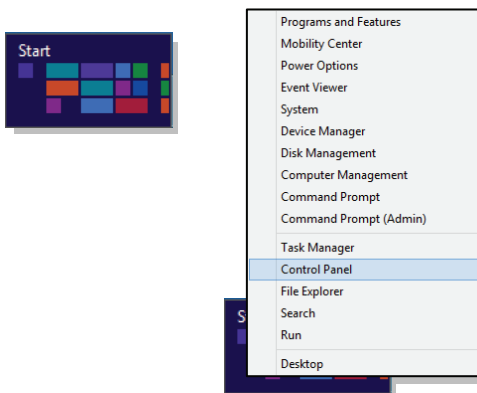 Start
Programs and Features
Mobility Center
Power Options
Event Viewer
System
Device Manager
Disk Management
Computer Management
Command Prompt
Command Prompt (Admin)
Task Manager
Control Panel
File Explorer
Search
Run
Desktop
S